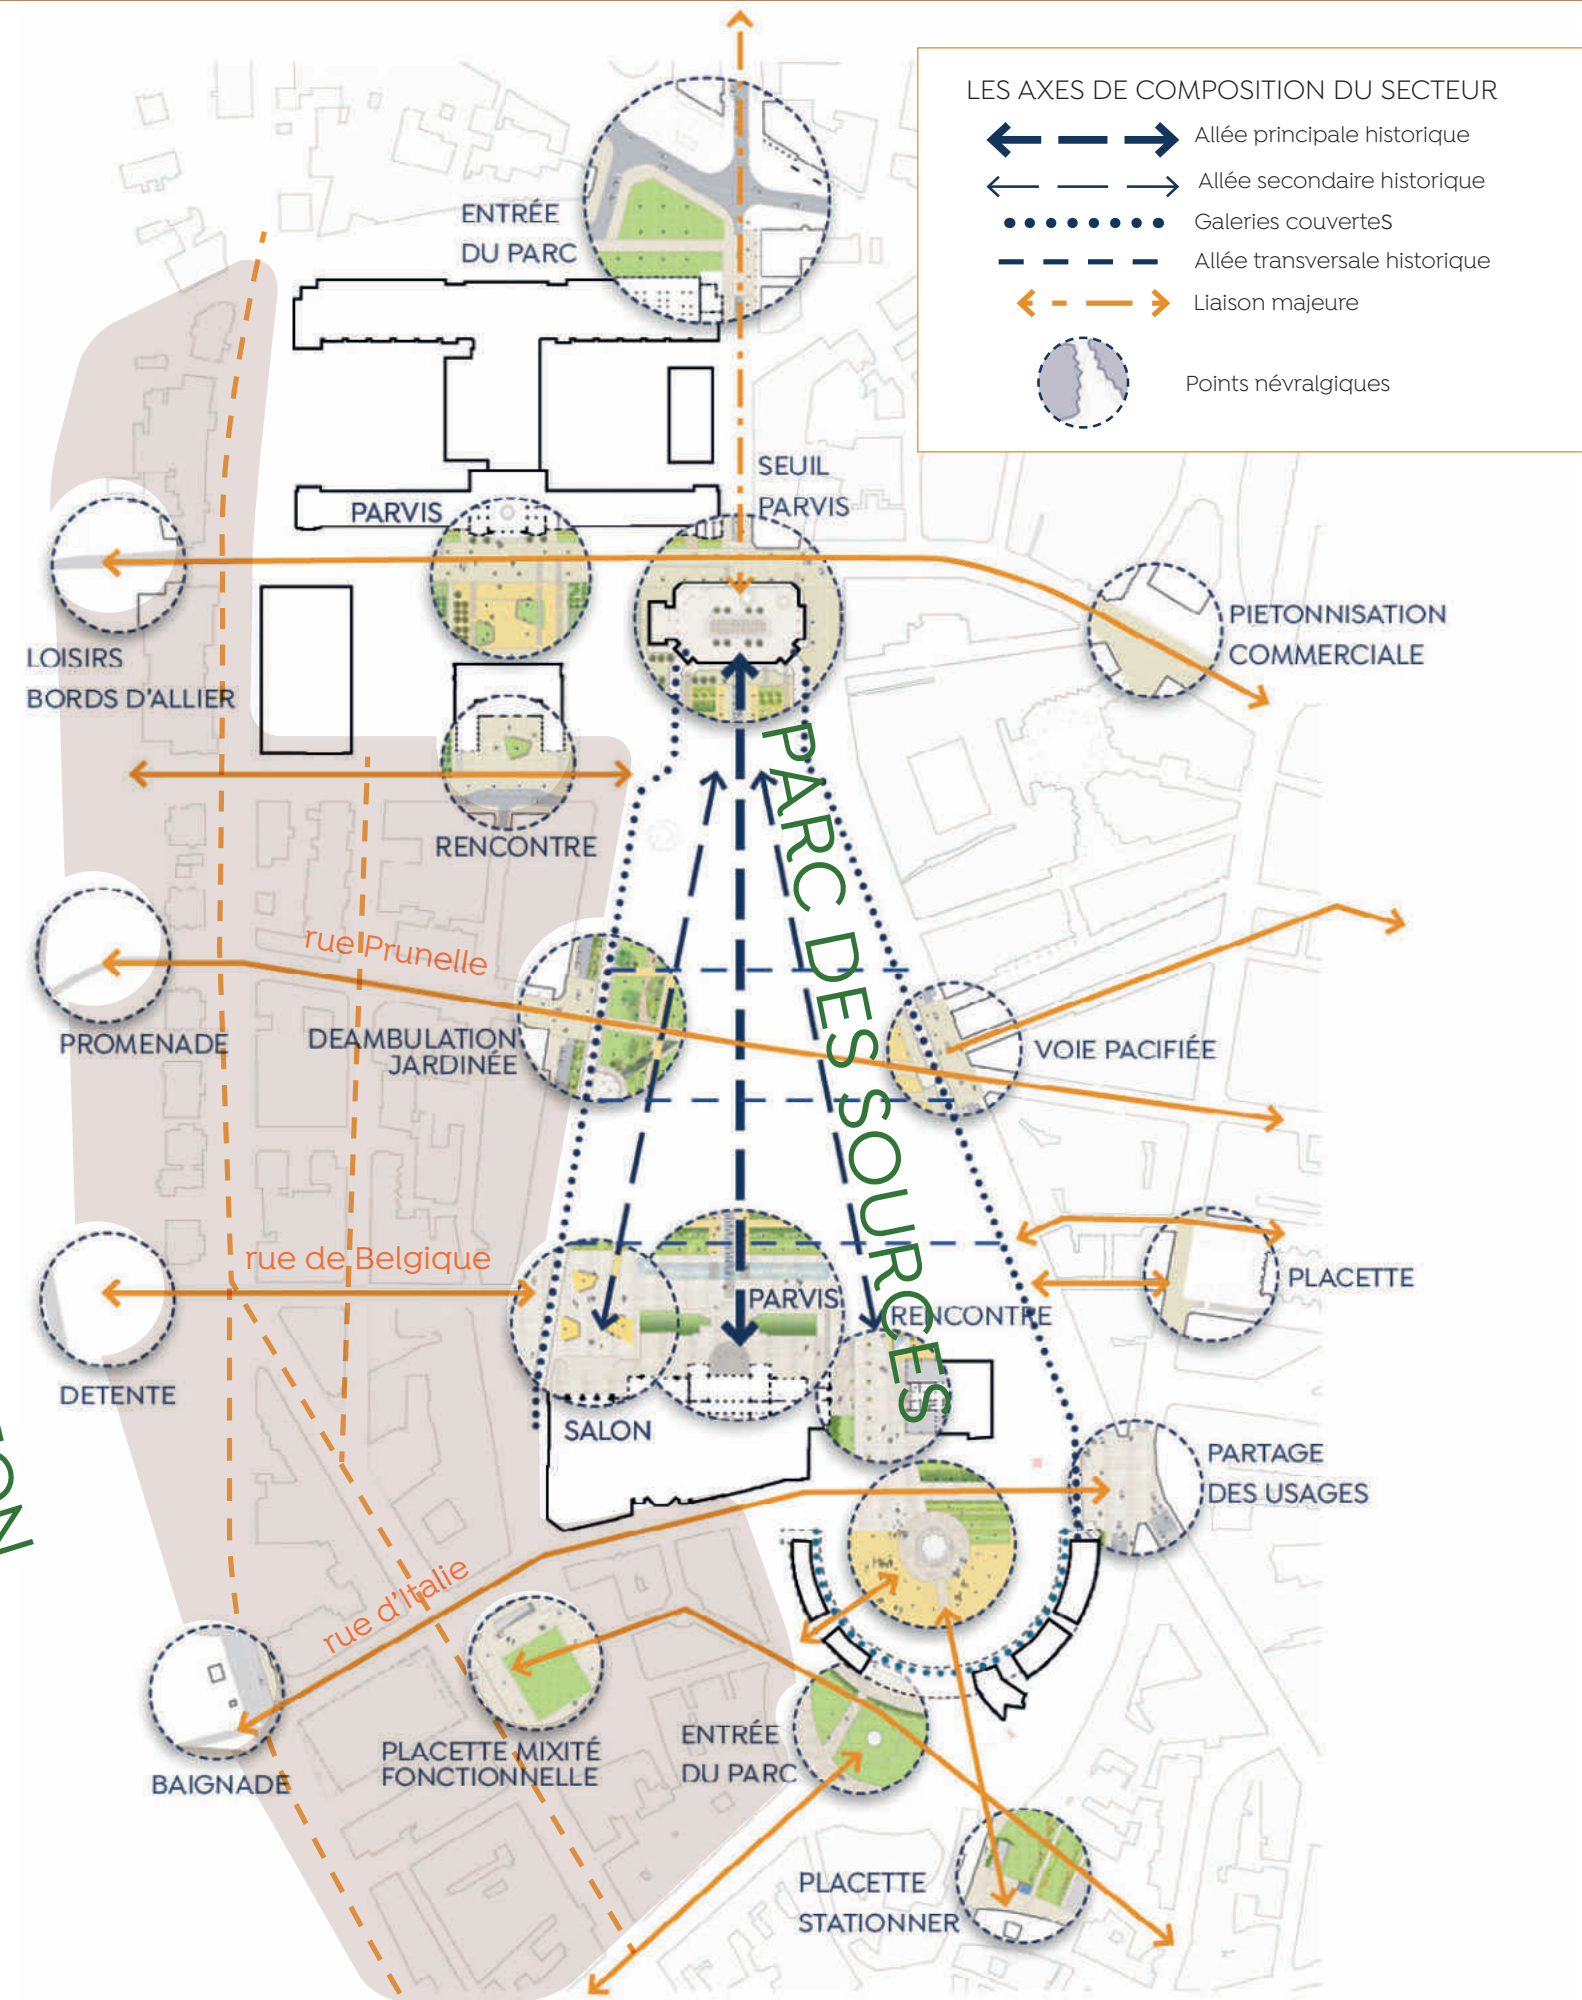 LES AXES DE COMPOSITION DU SECTEUR
Allée principale historique
Allée secondaire historique
Galeries couvertes
Allée transversale historique
Liaison majeure
Points névralgiques
ENTRÉE
DU PARC
SEUIL
PARVIS
PARVIS
PIETONNISATION
COMMERCIALE
LOISIRS
BORDS D'ALLIER
RENCONTRE
PARC DES SOURCES
rue Prunelle
PROMENADE
DEAMBULATION
JARDINÉE
VOIE PACIFIÉE
rue de Belgique
PARVIS
RENCONTRE
PLACETTE
DETENTE
SALON
PARTAGE
DES USAGES
rue d'Italie
PLACETTE MIXITÉ
FONCTIONNELLE
ENTRÉE
DU PARC
BAIGNADE
PLACETTE
STATIONNER